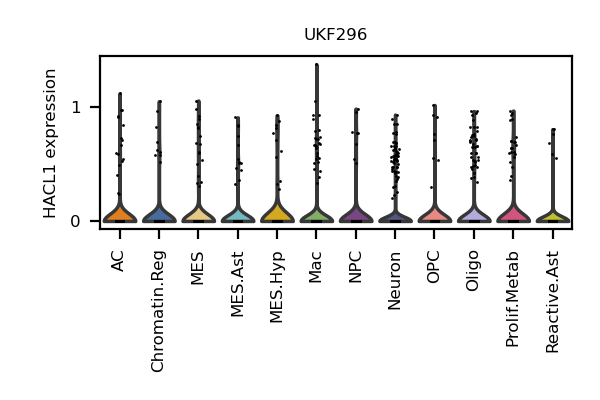 UKF296
HACL1 expression
1
0
AC
Chromatin.Reg
MES
MES.Ast
MES.Hyp
Mac
NPC
Neuron
OPC
Oligo
Prolif.Metab
Reactive.Ast